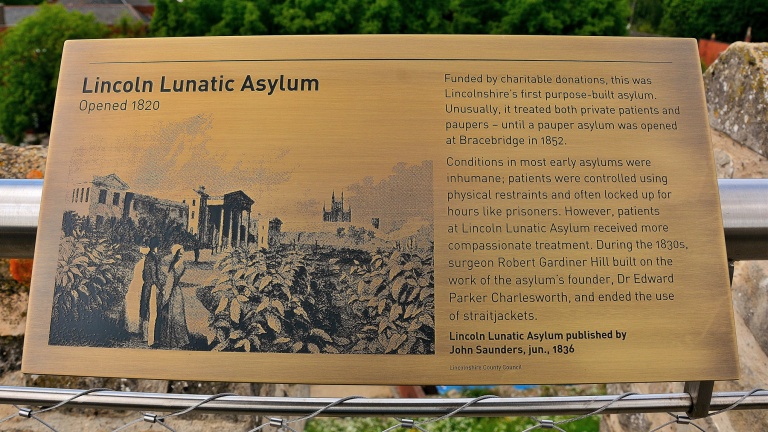 Lincoln Lunatic Asylum
Opened 1820
Funded by charitable donations, this was
Lincolnshire's first purpose-built asylum.
Unusually, it treated both private patients and
paupers – until a pauper asylum was opened
at Bracebridge in 1852.
Conditions in most early asylums were
inhumane; patients were controlled using
physical restraints and often locked up for
hours like prisoners. However, patients
at Lincoln Lunatic Asylum received more
compassionate treatment. During the 1830s,
surgeon Robert Gardiner Hill built on the
work of the asylum's founder, Dr Edward
Parker Charlesworth, and ended the use
of straitjackets.
Lincoln Lunatic Asylum published by
John Saunders, jun., 1836
Lincolnshire County Council